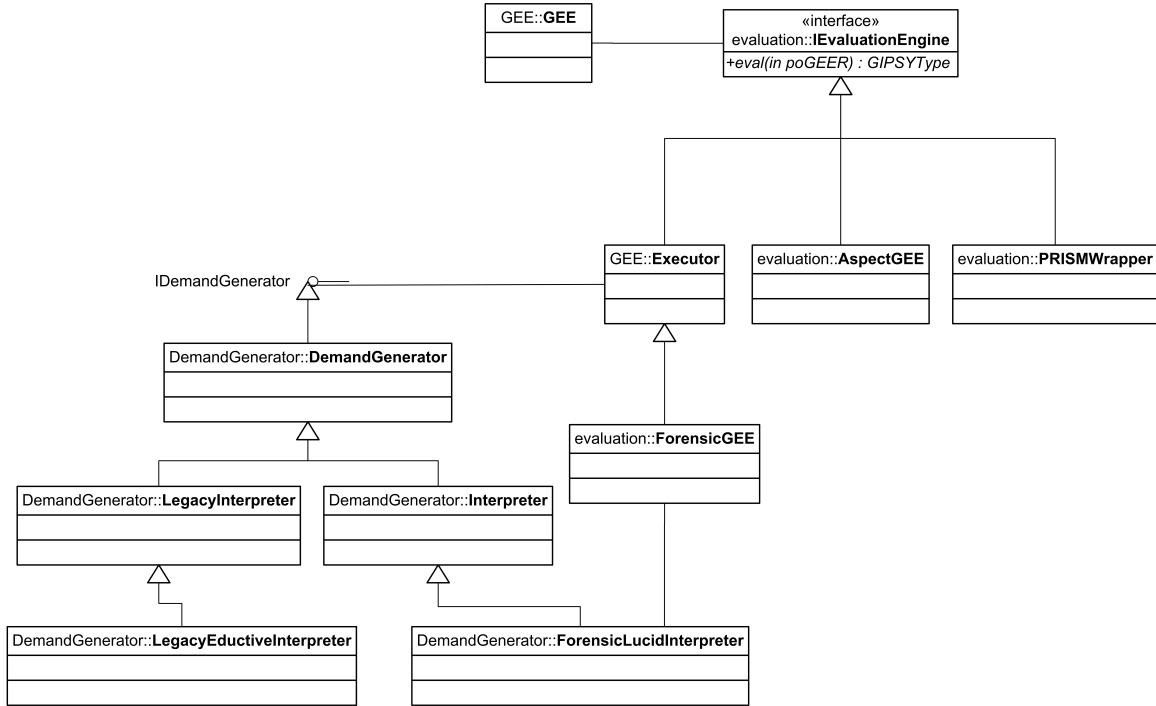 GEE::GEE
«interface»
evaluation::IEvaluationEngine
+eval(in poGEER) : GIPSYType
GEE::Executor
evaluation::AspectGEE
evaluation::PRISMWrapper
IDemandGenerator
DemandGenerator::DemandGenerator
evaluation::ForensicGEE
DemandGenerator::LegacyInterpreter
DemandGenerator::Interpreter
DemandGenerator::LegacyEductiveInterpreter
DemandGenerator::ForensicLucidInterpreter